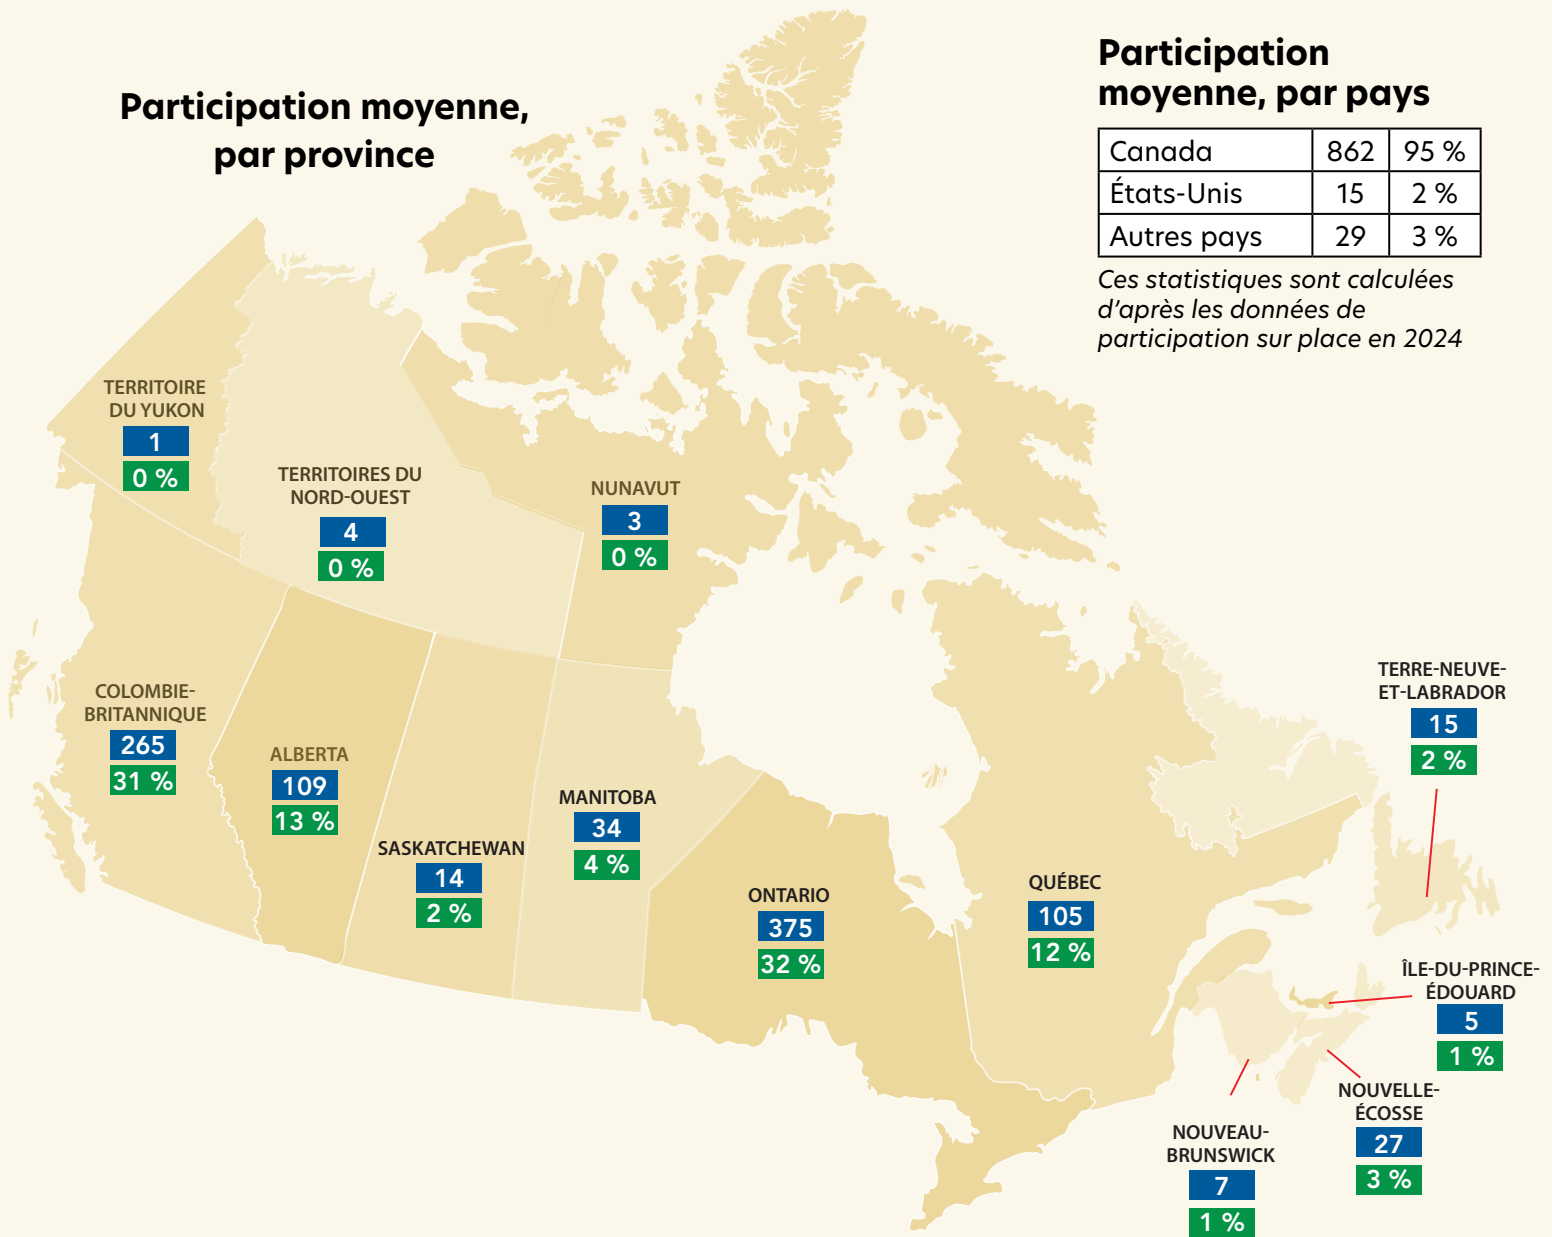 Participation moyenne,
par province
Participation
moyenne, par pays
Canada 862 95 %
États-Unis 15 2 %
Autres pays 29 3 %
Ces statistiques sont calculées
d'après les données de
participation sur place en 2024
TERRITOIRE
DU YUKON
1
0 %
TERRITOIRES DU
NORD-OUEST
4
0 %
NUNAVUT
3
0 %
COLOMBIE-
BRITANNIQUE
265
31 %
ALBERTA
109
13 %
SASKATCHEWAN
14
2 %
MANITOBA
34
4 %
ONTARIO
375
32 %
QUÉBEC
105
12 %
TERRE-NEUVE-
ET-LABRADOR
15
2 %
ÎLE-DU-PRINCE-
ÉDOUARD
5
1 %
NOUVELLE-
ÉCOSSE
27
3 %
NOUVEAU-
BRUNSWICK
7
1 %